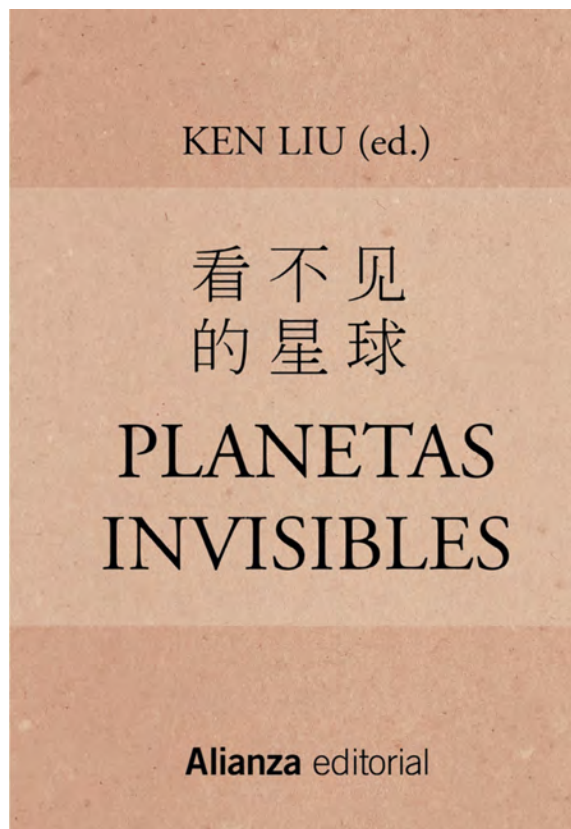 KEN LIU (ed.)
看不见
的星球
PLANETAS
INVISIBLES
Alianza editorial